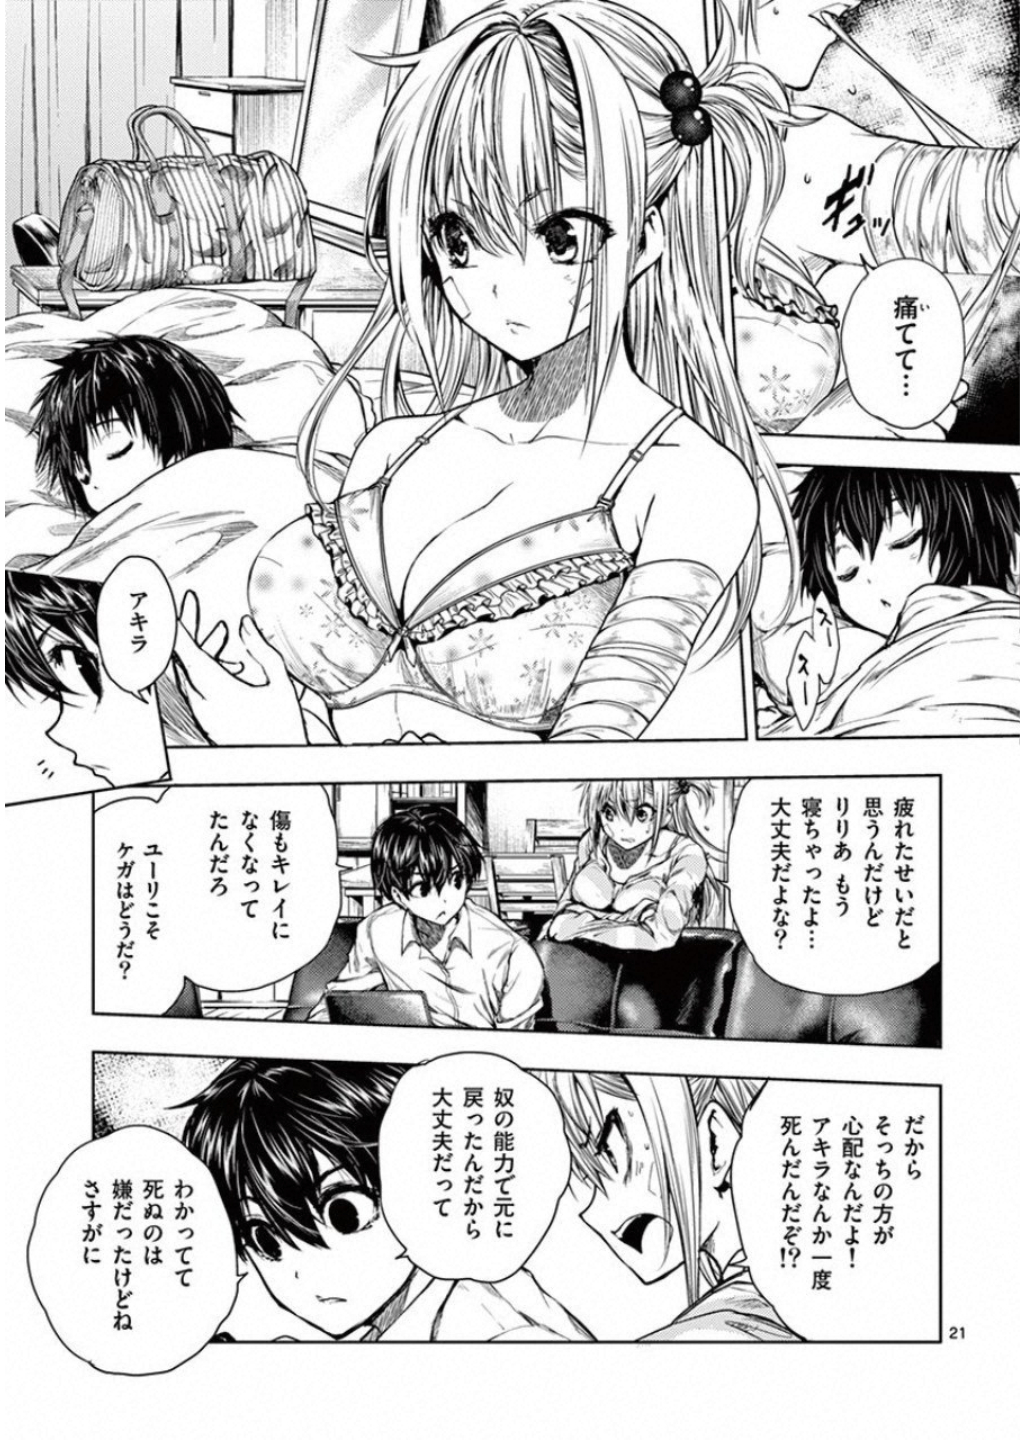 ギュッ
痛てて…
い
スー
スー
アキラ
疲れたせいだと
思うんだけど
りりあ もう
寝ちゃったよ…
大丈夫だよな?
傷もキレイに
なくなって
たんだろ
ユーリこそ
ケガはどうだ?
だから
そっちの方が
心配なんだよ!
アキラなんか一度
死んだんだぞ!?
奴の能力で元に
戻ったんだから
大丈夫だって
わかってて
死ぬのは
嫌だったけどね
さすがに
21